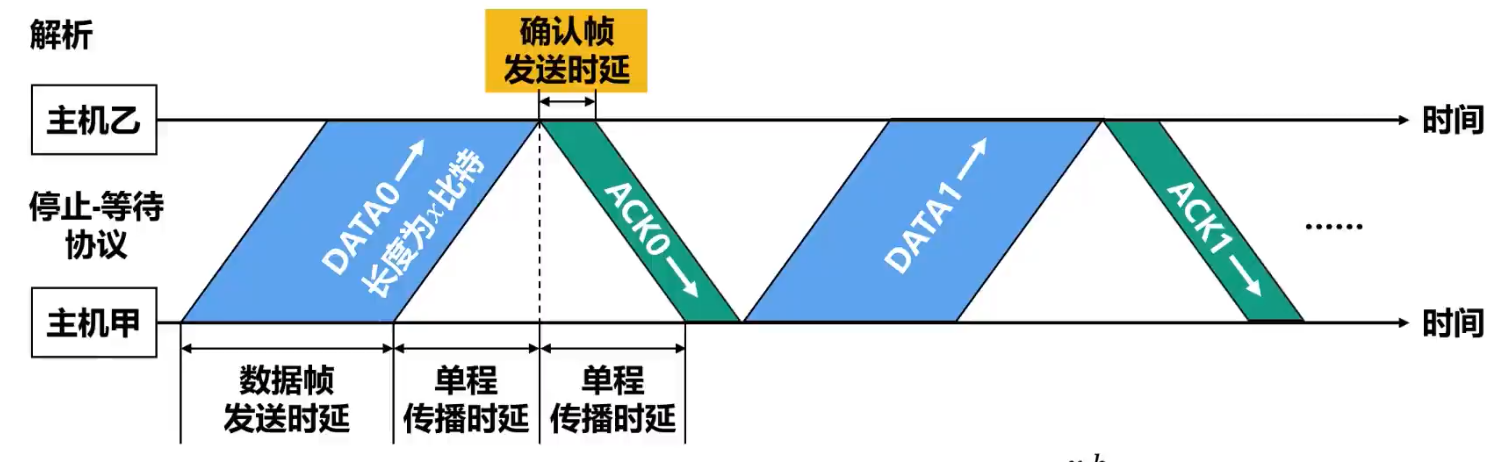 解析
确认帧
发送时延
主机乙
时间
DATA0
长度为x比特
ACK0
DATA1
ACK1
停止-等待
协议
......
主机甲
时间
数据帧
发送时延
单程
传播时延
单程
传播时延